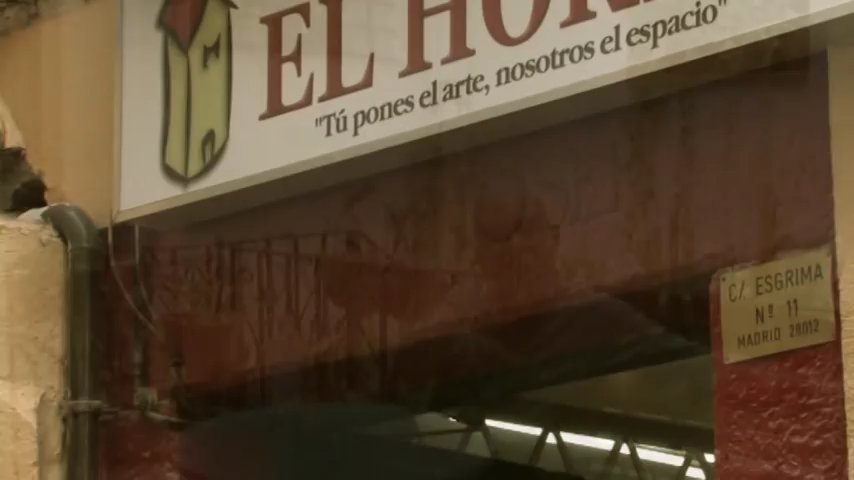 EL HOR
"Tú pones el arte, nosotros el espacio"
C/ ESGRIMA
Nº 11
MADRID 28012